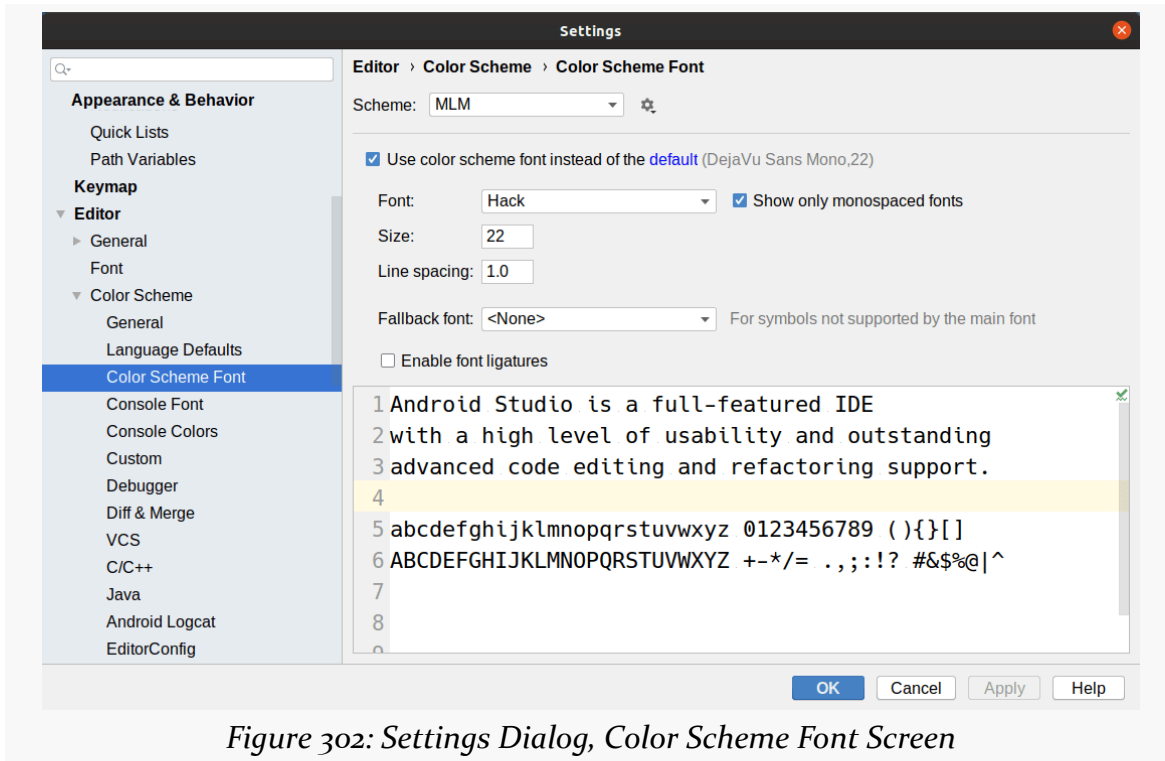 Settings
Editor › Color Scheme › Color Scheme Font
Appearance & Behavior
Quick Lists
Path Variables
Keymap
Editor
General
Font
Color Scheme
General
Language Defaults
Color Scheme Font
Console Font
Console Colors
Custom
Debugger
Diff & Merge
VCS
C/C++
Java
Android Logcat
EditorConfig
Scheme: MLM
Use color scheme font instead of the default (DejaVu Sans Mono,22)
Font: Hack Show only monospaced fonts
Size: 22
Line spacing: 1.0
Fallback font: <None> For symbols not supported by the main font
Enable font ligatures
1 Android Studio is a full-featured IDE
2 with a high level of usability and outstanding
3 advanced code editing and refactoring support.
4
5 abcdefghijklmnopqrstuvwxyz 0123456789 (){}[]
6 ABCDEFGHIJKLMNOPQRSTUVWXYZ +-*/= .,;:!? #&$%@|^
7
8
OK Cancel Apply Help
Figure 302: Settings Dialog, Color Scheme Font Screen